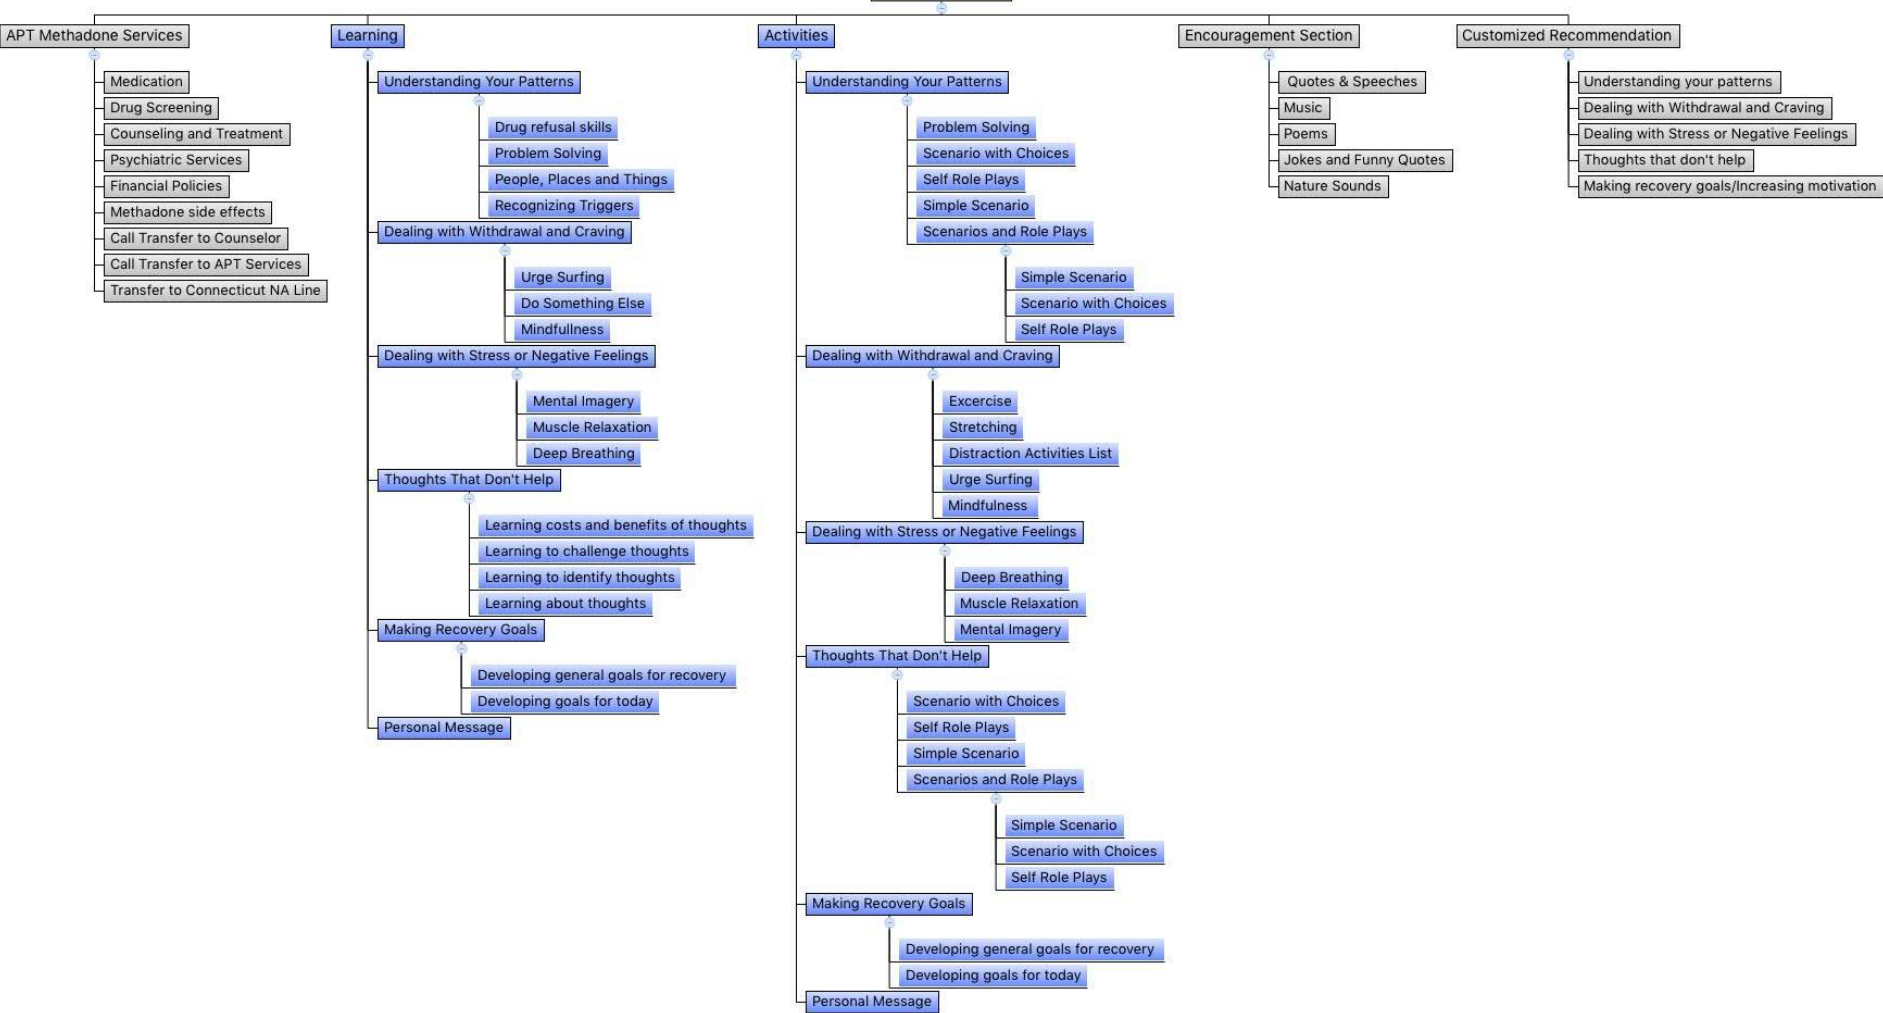 APT Methadone Services
Medication
Drug Screening
Counseling and Treatment
Psychiatric Services
Financial Policies
Methadone side effects
Call Transfer to Counselor
Call Transfer to APT Services
Transfer to Connecticut NA Line
Learning
Understanding Your Patterns
Drug refusal skills
Problem Solving
People, Places and Things
Recognizing Triggers
Dealing with Withdrawal and Craving
Urge Surfing
Do Something Else
Mindfullness
Dealing with Stress or Negative Feelings
Mental Imagery
Muscle Relaxation
Deep Breathing
Thoughts That Don't Help
Learning costs and benefits of thoughts
Learning to challenge thoughts
Learning to identify thoughts
Learning about thoughts
Making Recovery Goals
Developing general goals for recovery
Developing goals for today
Personal Message
Activities
Understanding Your Patterns
Problem Solving
Scenario with Choices
Self Role Plays
Simple Scenario
Scenarios and Role Plays
Simple Scenario
Scenario with Choices
Self Role Plays
Dealing with Withdrawal and Craving
Excercise
Stretching
Distraction Activities List
Urge Surfing
Mindfulness
Dealing with Stress or Negative Feelings
Deep Breathing
Muscle Relaxation
Mental Imagery
Thoughts That Don't Help
Scenario with Choices
Self Role Plays
Simple Scenario
Scenarios and Role Plays
Simple Scenario
Scenario with Choices
Self Role Plays
Making Recovery Goals
Developing general goals for recovery
Developing goals for today
Personal Message
Encouragement Section
Quotes & Speeches
Music
Poems
Jokes and Funny Quotes
Nature Sounds
Customized Recommendation
Understanding your patterns
Dealing with Withdrawal and Craving
Dealing with Stress or Negative Feelings
Thoughts that don't help
Making recovery goals/Increasing motivation